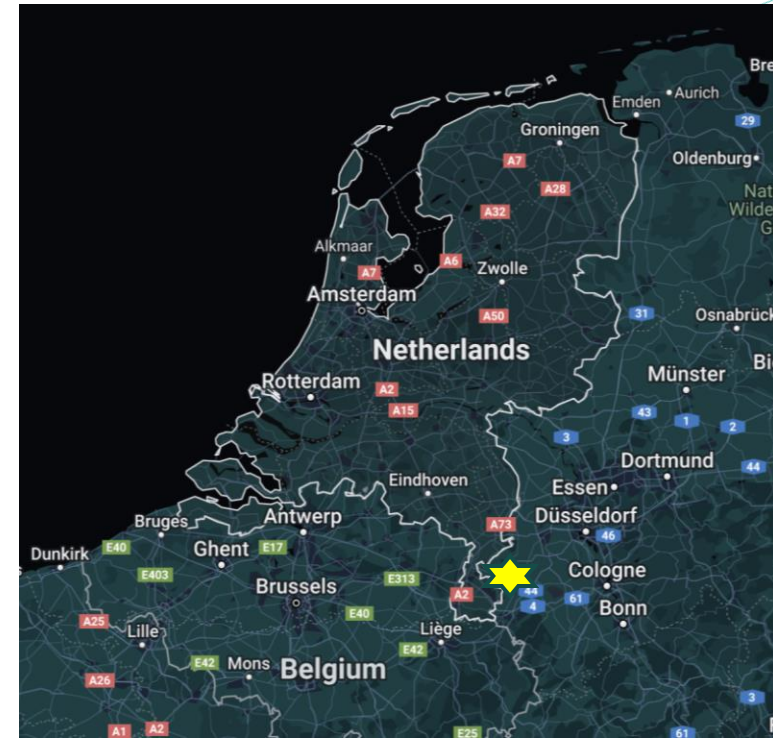 Bre
Aurich
Emden
29
Groningen
Oldenburg
A7
A28
Nat
Wilde
G
A32
Alkmaar
A7
A6
Zwolle
Amsterdam
A50
31
Osnabrück
Netherlands
Bi
Münster
Rotterdam
A2
A15
43
1
2
3
Dortmund
44
Eindhoven
Essen
Bruges
Antwerp
A73
Düsseldorf
46
Dunkirk
E40
Ghent
E17
E403
Brussels
E313
A2
44
4
61
Cologne
Bonn
E40
A25
Lille
Liège
E42
E42
Mons
Belgium
A26
3
A1
A2
E25
61